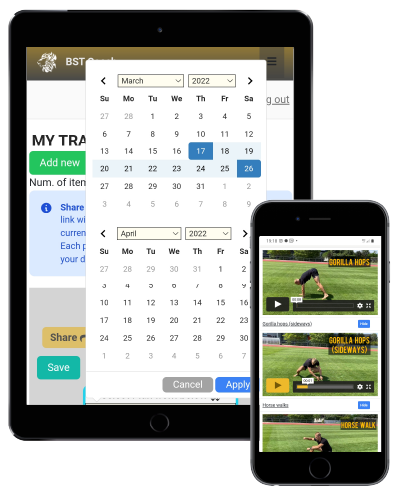 BST
March 2022
Su Mo Tu We Th Fr Sa
27 28 1 2 3 4 5
6 7 8 9 10 11 12
13 14 15 16 17 18 19
20 21 22 23 24 25 26
27 28 29 30 31 1 2
3 4 5 6 7 8 9
April 2022
Su Mo Tu We Th Fr Sa
27 28 29 30 31 1 2
3 4 5 6 7 8 9
10 11 12 13 14 15 16
17 18 19 20 21 22 23
24 25 26 27 28 29 30
1 2 3 4 5 6 7
Cancel Apply
g out
MY TRA
Add new
Num. of item
Share
link wi
curren
Each p
your d
Share
Save
GORILLA HOPS
00:00
Gorilla hops (sideways)
GORILLA HOPS
(SIDEWAYS)
00:01
Horse walks
HORSE WALK